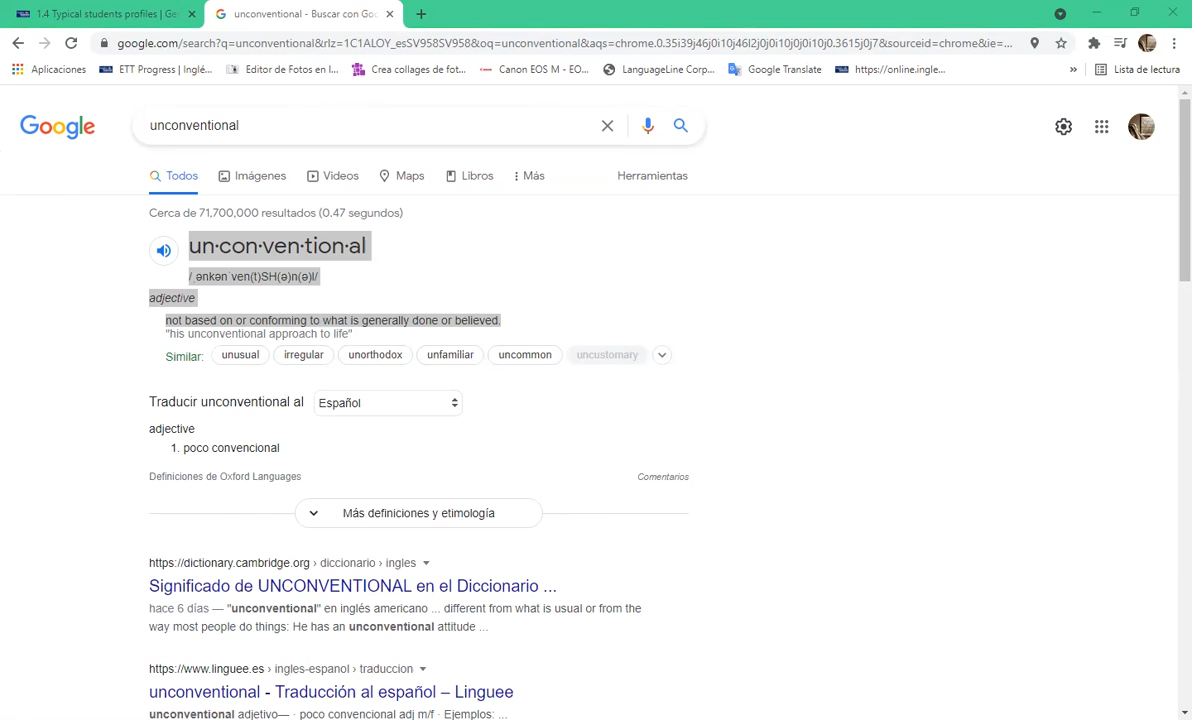 1.4 Typical students profiles | Ge
unconventional - Buscar con Goo
google.com/search?q=unconventional&rlz=1C1ALOY_esSV958SV958&oq=unconventional&aqs=chrome.0.35i39j46j0i10j46l2j0j0i10j0j0i10j0.3615j0j7&sourceid=chrome&ie=...
Aplicaciones
ETT Progress | Inglé...
Editor de Fotos en l...
Crea collages de fot...
Canon EOS M - EO...
LanguageLine Corp...
Google Translate
https://online.ingle...
»
Lista de lectura
Google
unconventional
Todos
Imágenes
Videos
Maps
Libros
Más
Herramientas
Cerca de 71,700,000 resultados (0.47 segundos)
un·con·ven·tion·al
/ˌənkənˈven(t)SH(ə)n(ə)l/
adjective
not based on or conforming to what is generally done or believed.
"his unconventional approach to life"
Similar:
unusual
irregular
unorthodox
unfamiliar
uncommon
uncustomary
Traducir unconventional al
Español
adjective
1. poco convencional
Definiciones de Oxford Languages
Comentarios
Más definiciones y etimología
https://dictionary.cambridge.org › diccionario › ingles
Significado de UNCONVENTIONAL en el Diccionario ...
hace 6 días — "unconventional" en inglés americano ... different from what is usual or from the
way most people do things: He has an unconventional attitude ...
https://www.linguee.es › ingles-espanol › traduccion
unconventional - Traducción al español – Linguee
unconventional adjetivo— · poco convencional adj m/f · Ejemplos: ...